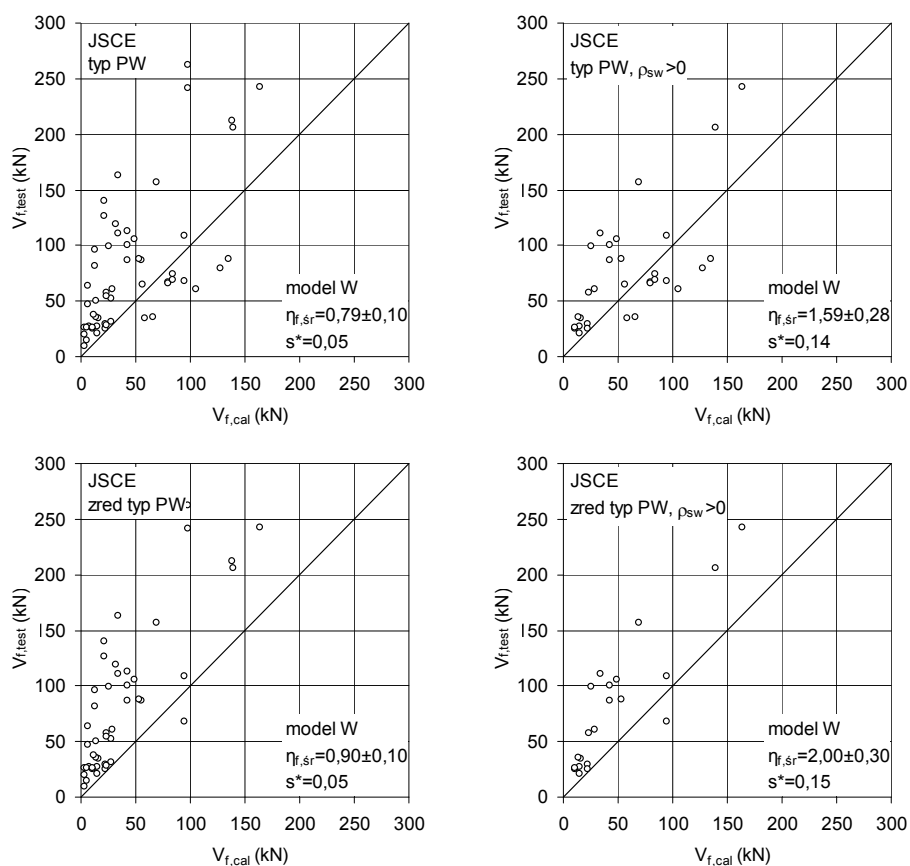 300
250
200
150
100
50
0
V_f,test (kN)
JSCE
typ PW
model W
η_f,śr=0,79±0,10
s*=0,05
0 50 100 150 200 250 300
V_f,cal (kN)
300
250
200
150
100
50
0
V_f,test (kN)
JSCE
typ PW, ρ_sw>0
model W
η_f,śr=1,59±0,28
s*=0,14
0 50 100 150 200 250 300
V_f,cal (kN)
300
250
200
150
100
50
0
V_f,test (kN)
JSCE
zred typ PW
model W
η_f,śr=0,90±0,10
s*=0,05
0 50 100 150 200 250 300
V_f,cal (kN)
300
250
200
150
100
50
0
V_f,test (kN)
JSCE
zred typ PW, ρ_sw>0
model W
η_f,śr=2,00±0,30
s*=0,15
0 50 100 150 200 250 300
V_f,cal (kN)